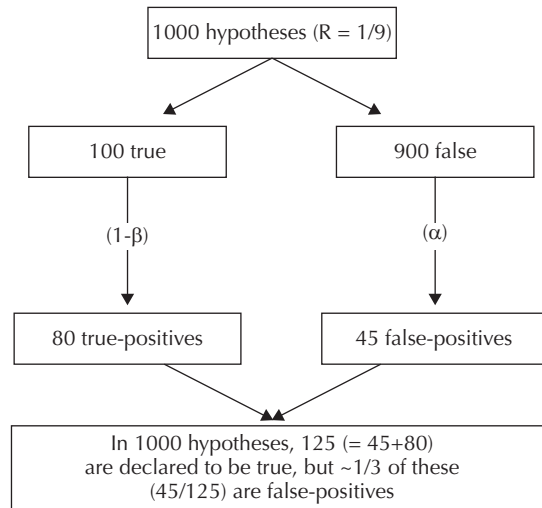 1000 hypotheses (R = 1/9)
100 true
900 false
(1-β)
(α)
80 true-positives
45 false-positives
In 1000 hypotheses, 125 (= 45+80)
are declared to be true, but ~1/3 of these
(45/125) are false-positives